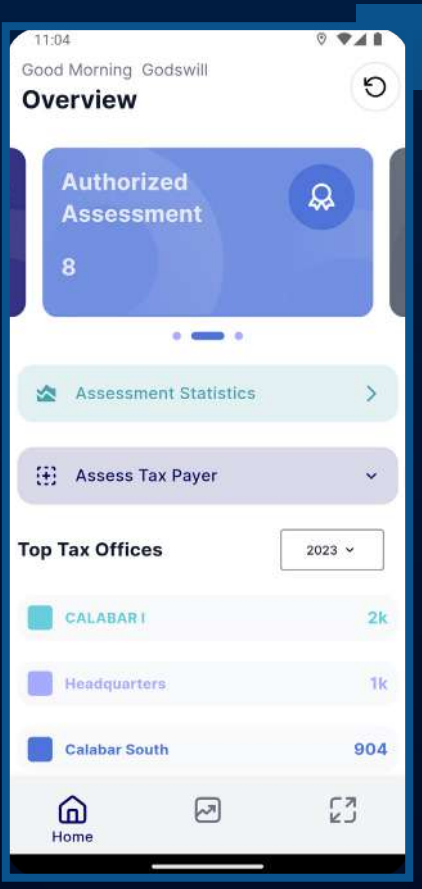 11:04
Good Morning Godswill
Overview
Authorized
Assessment
8
Assessment Statistics
Assess Tax Payer
Top Tax Offices
2023
CALABAR I
2k
Headquarters
1k
Calabar South
904
Home